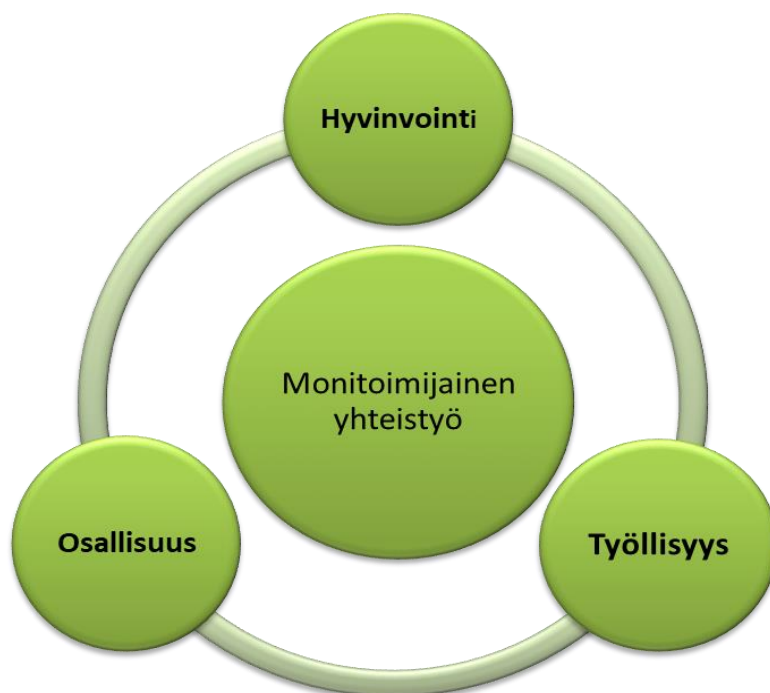 Hyvinvointi
Monitoimijainen
yhteistyö
Osallisuus
Työllisyys